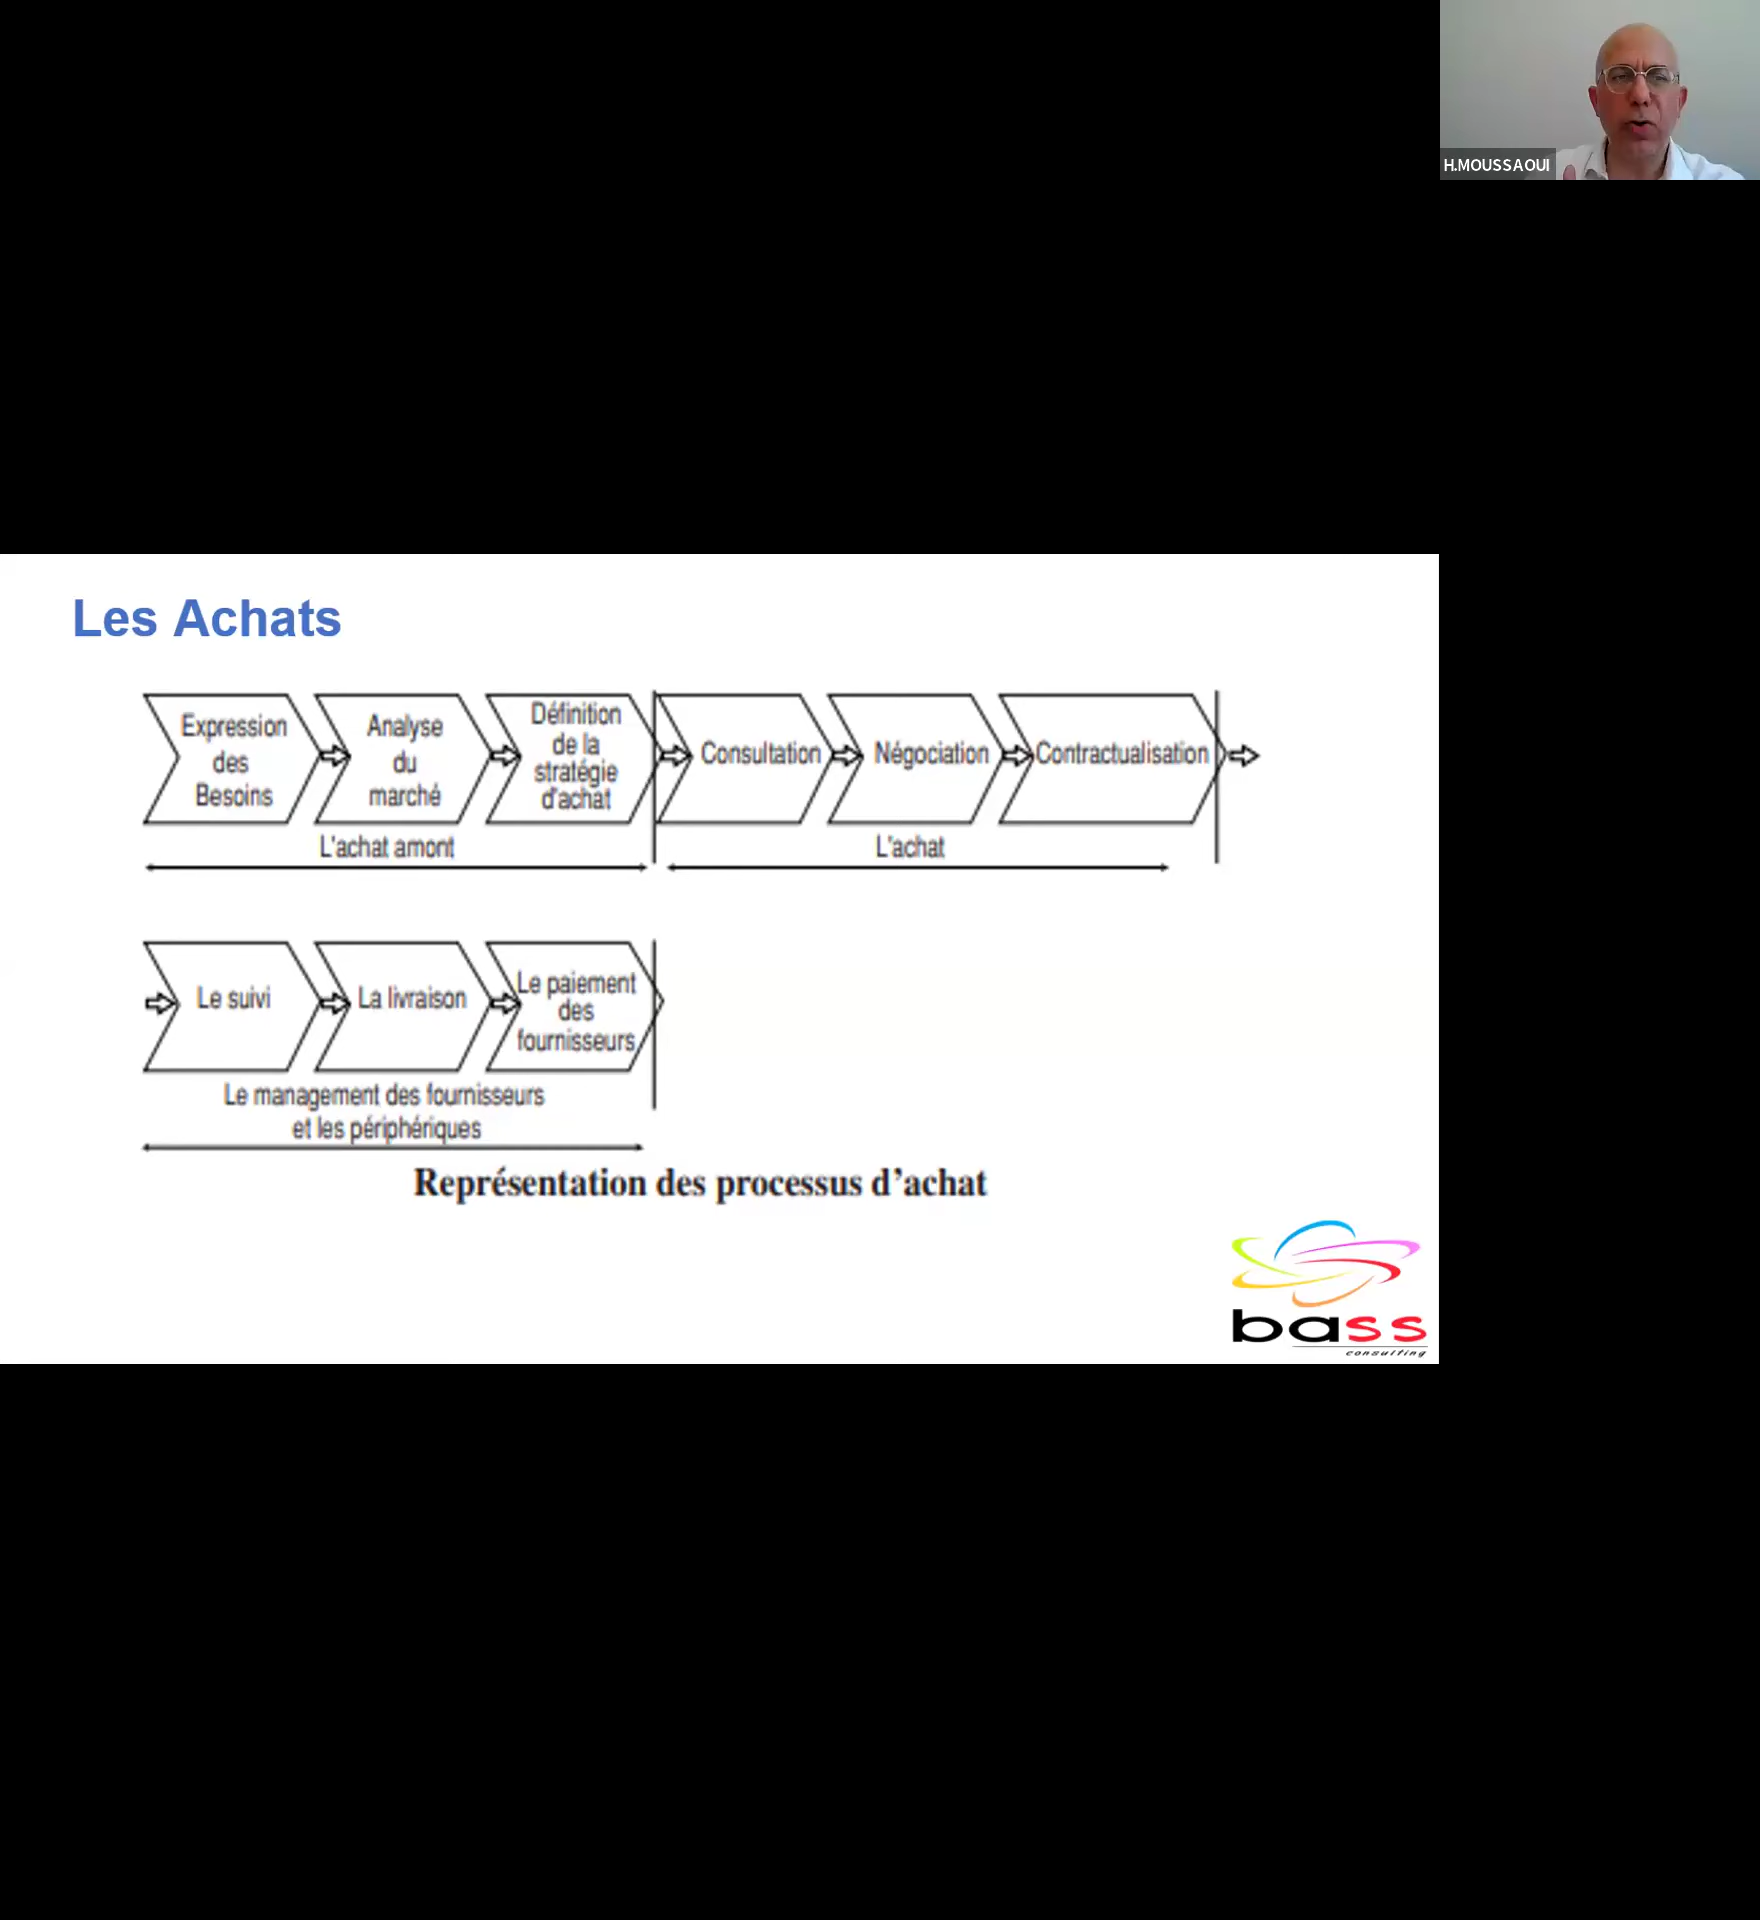 H.MOUSSAOUI
Les Achats
Expression
des
Besoins
Analyse
du
marché
Définition
de la
stratégie
d'achat
Consultation
Négociation
Contractualisation
L'achat amont
L'achat
Le suivi
La livraison
Le paiement
des
fournisseurs
Le management des fournisseurs
et les périphériques
Représentation des processus d'achat
bass
consulting